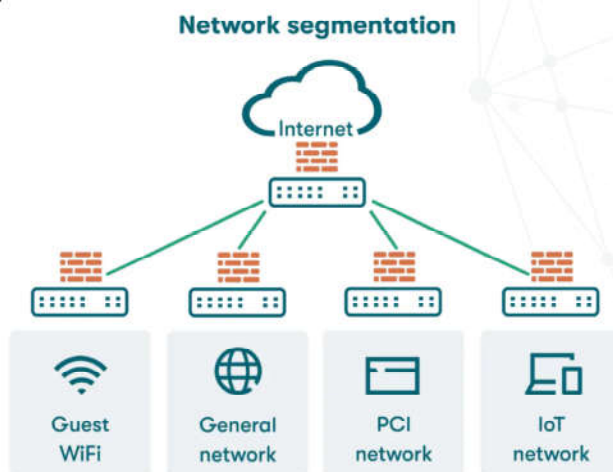 Network segmentation
Internet
Guest
WiFi
General
network
PCI
network
IoT
network